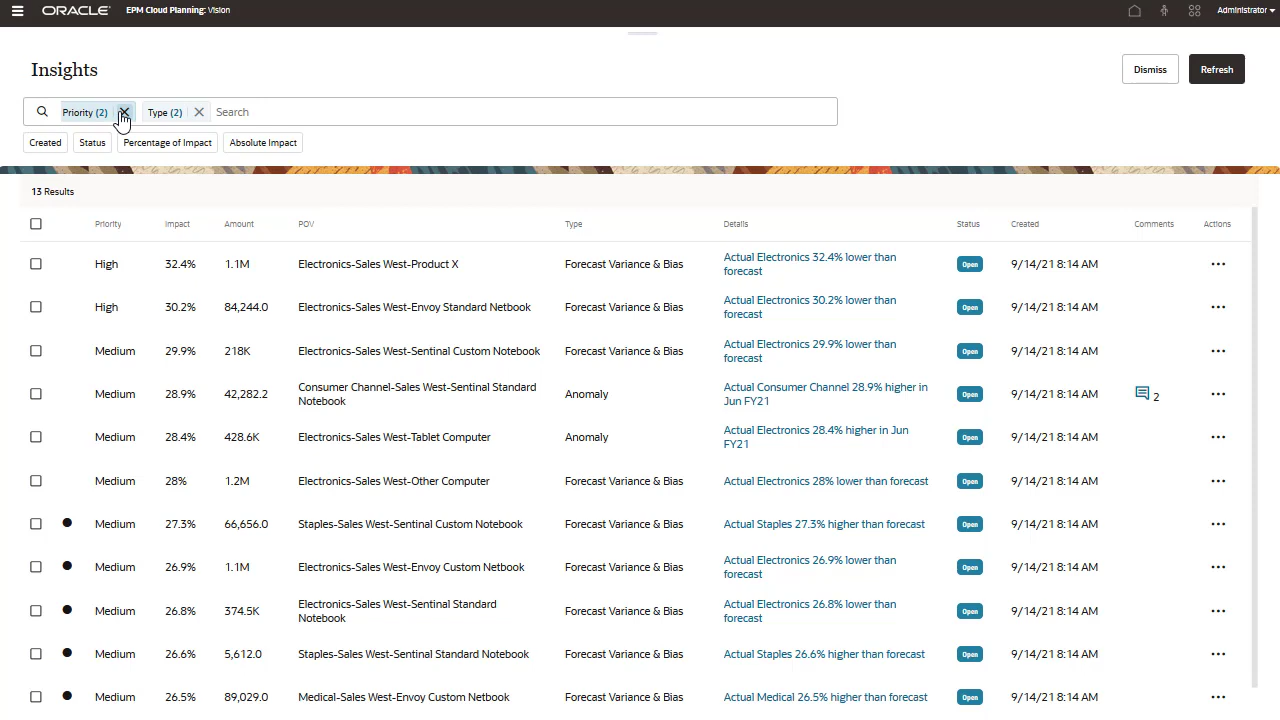 ORACLE® EPM Cloud Planning: Vision Administrator
Insights
Dismiss Refresh
Priority (2) Type (2) Search
Created Status Percentage of Impact Absolute Impact
13 Results
Priority Impact Amount POV Type Details Status Created Comments Actions
High 32.4% 1.1M Electronics-Sales West-Product X Forecast Variance & Bias Actual Electronics 32.4% lower than Open 9/14/21 8:14 AM
forecast
High 30.2% 84,244.0 Electronics-Sales West-Envoy Standard Netbook Forecast Variance & Bias Actual Electronics 30.2% lower than Open 9/14/21 8:14 AM
forecast
Medium 29.9% 218K Electronics-Sales West-Sentinal Custom Notebook Forecast Variance & Bias Actual Electronics 29.9% lower than Open 9/14/21 8:14 AM
forecast
Medium 28.9% 42,282.2 Consumer Channel-Sales West-Sentinal Standard Anomaly Actual Consumer Channel 28.9% higher in Open 9/14/21 8:14 AM 2
Notebook Jun FY21
Medium 28.4% 428.6K Electronics-Sales West-Tablet Computer Anomaly Actual Electronics 28.4% higher in Jun Open 9/14/21 8:14 AM
FY21
Medium 28% 1.2M Electronics-Sales West-Other Computer Forecast Variance & Bias Actual Electronics 28% lower than forecast Open 9/14/21 8:14 AM
Medium 27.3% 66,656.0 Staples-Sales West-Sentinal Custom Notebook Forecast Variance & Bias Actual Staples 27.3% higher than forecast Open 9/14/21 8:14 AM
Medium 26.9% 1.1M Electronics-Sales West-Envoy Custom Netbook Forecast Variance & Bias Actual Electronics 26.9% lower than Open 9/14/21 8:14 AM
forecast
Medium 26.8% 374.5K Electronics-Sales West-Sentinal Standard Forecast Variance & Bias Actual Electronics 26.8% lower than Open 9/14/21 8:14 AM
Notebook forecast
Medium 26.6% 5,612.0 Staples-Sales West-Sentinal Standard Notebook Forecast Variance & Bias Actual Staples 26.6% higher than forecast Open 9/14/21 8:14 AM
Medium 26.5% 89,029.0 Medical-Sales West-Envoy Custom Netbook Forecast Variance & Bias Actual Medical 26.5% higher than forecast Open 9/14/21 8:14 AM